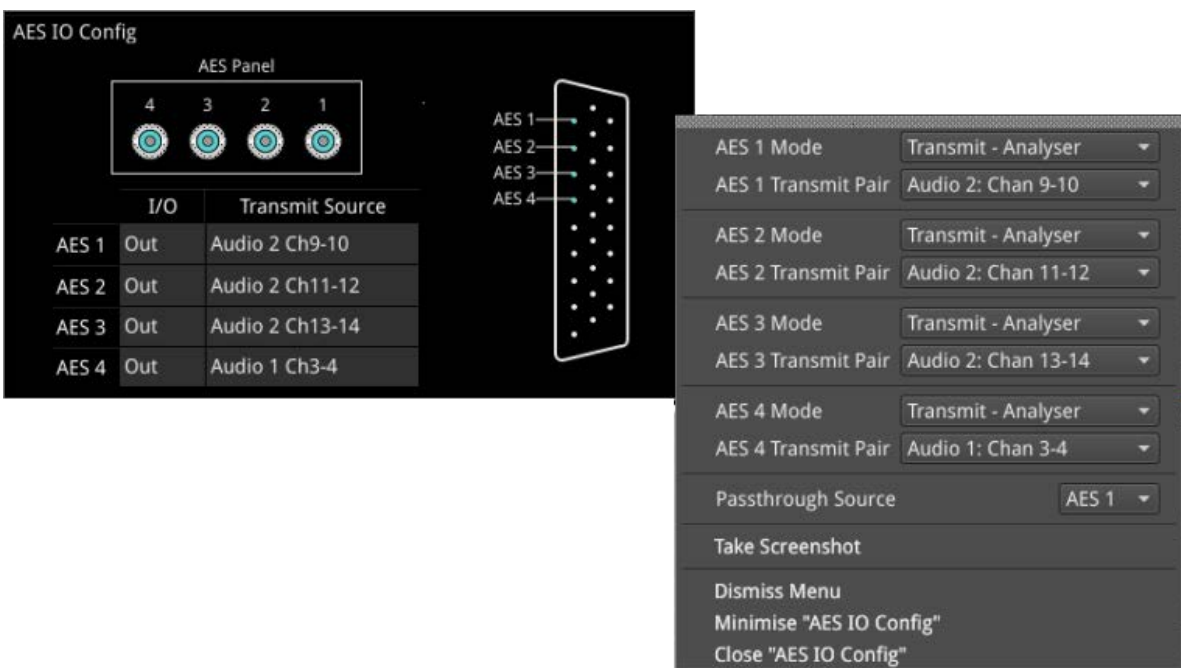 AES IO Config
AES Panel
4 3 2 1
I/O Transmit Source
AES 1 Out Audio 2 Ch9-10
AES 2 Out Audio 2 Ch11-12
AES 3 Out Audio 2 Ch13-14
AES 4 Out Audio 1 Ch3-4
AES 1
AES 2
AES 3
AES 4
AES 1 Mode Transmit - Analyser
AES 1 Transmit Pair Audio 2: Chan 9-10
AES 2 Mode Transmit - Analyser
AES 2 Transmit Pair Audio 2: Chan 11-12
AES 3 Mode Transmit - Analyser
AES 3 Transmit Pair Audio 2: Chan 13-14
AES 4 Mode Transmit - Analyser
AES 4 Transmit Pair Audio 1: Chan 3-4
Passthrough Source AES 1
Take Screenshot
Dismiss Menu
Minimise "AES IO Config"
Close "AES IO Config"